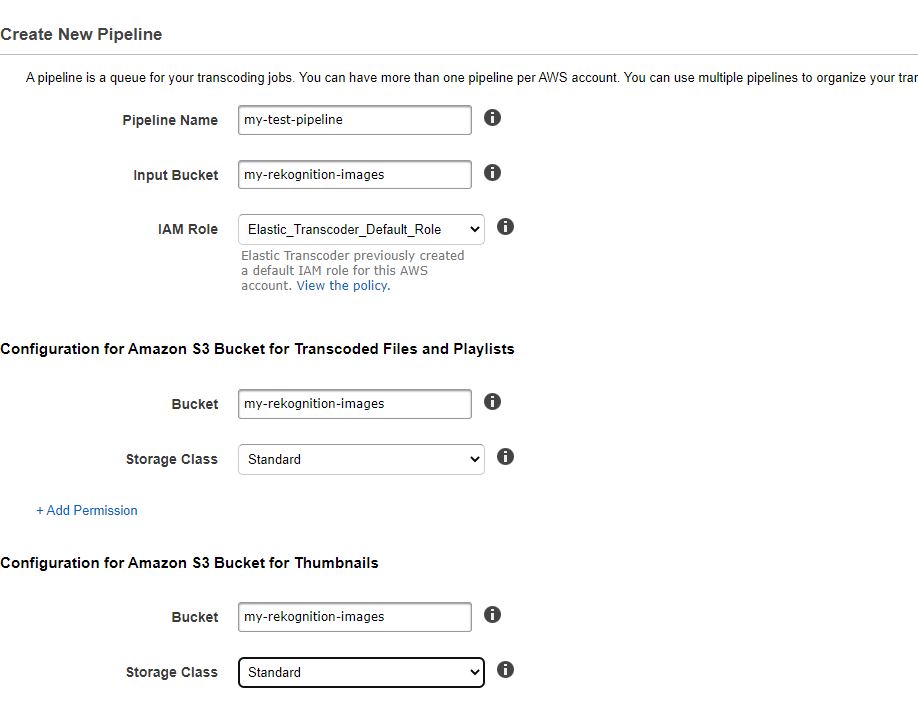 Create New Pipeline
A pipeline is a queue for your transcoding jobs. You can have more than one pipeline per AWS account. You can use multiple pipelines to organize your
Pipeline Name my-test-pipeline
Input Bucket my-rekognition-images
IAM Role Elastic_Transcoder_Default_Role
Elastic Transcoder previously created
a default IAM role for this AWS
account. View the policy.
Configuration for Amazon S3 Bucket for Transcoded Files and Playlists
Bucket my-rekognition-images
Storage Class Standard
+ Add Permission
Configuration for Amazon S3 Bucket for Thumbnails
Bucket my-rekognition-images
Storage Class Standard